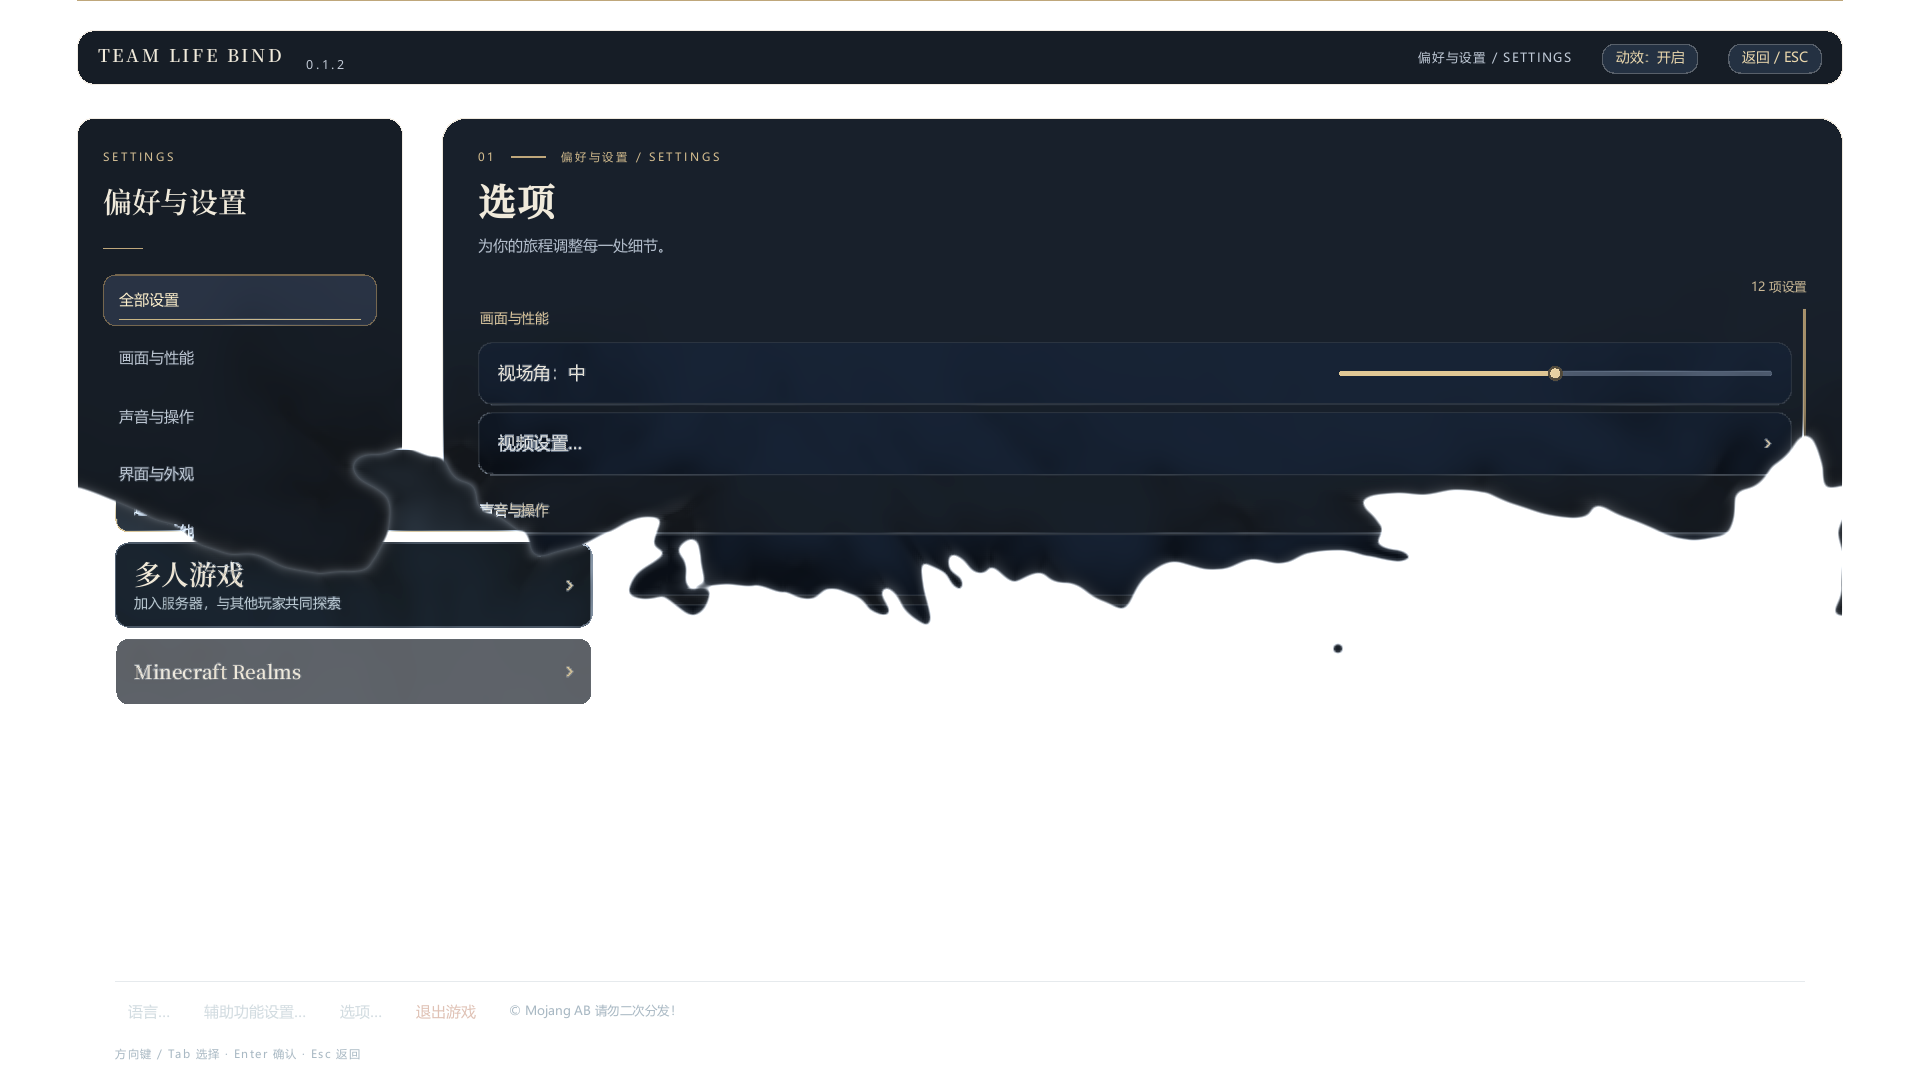 TEAM LIFE BIND 0.1.2 偏好与设置 / SETTINGS 动效：开启 返回 / ESC
SETTINGS
偏好与设置
全部设置
画面与性能
声音与操作
界面与外观
01 偏好与设置 / SETTINGS
选项
为你的旅程调整每一处细节。
12 项设置
画面与性能
视场角：中
视频设置...
声音与操作
多人游戏
加入服务器，与其他玩家共同探索
Minecraft Realms
语言... 辅助功能设置... 选项... 退出游戏 © Mojang AB 请勿二次分发！
方向键 / Tab 选择 · Enter 确认 · Esc 返回